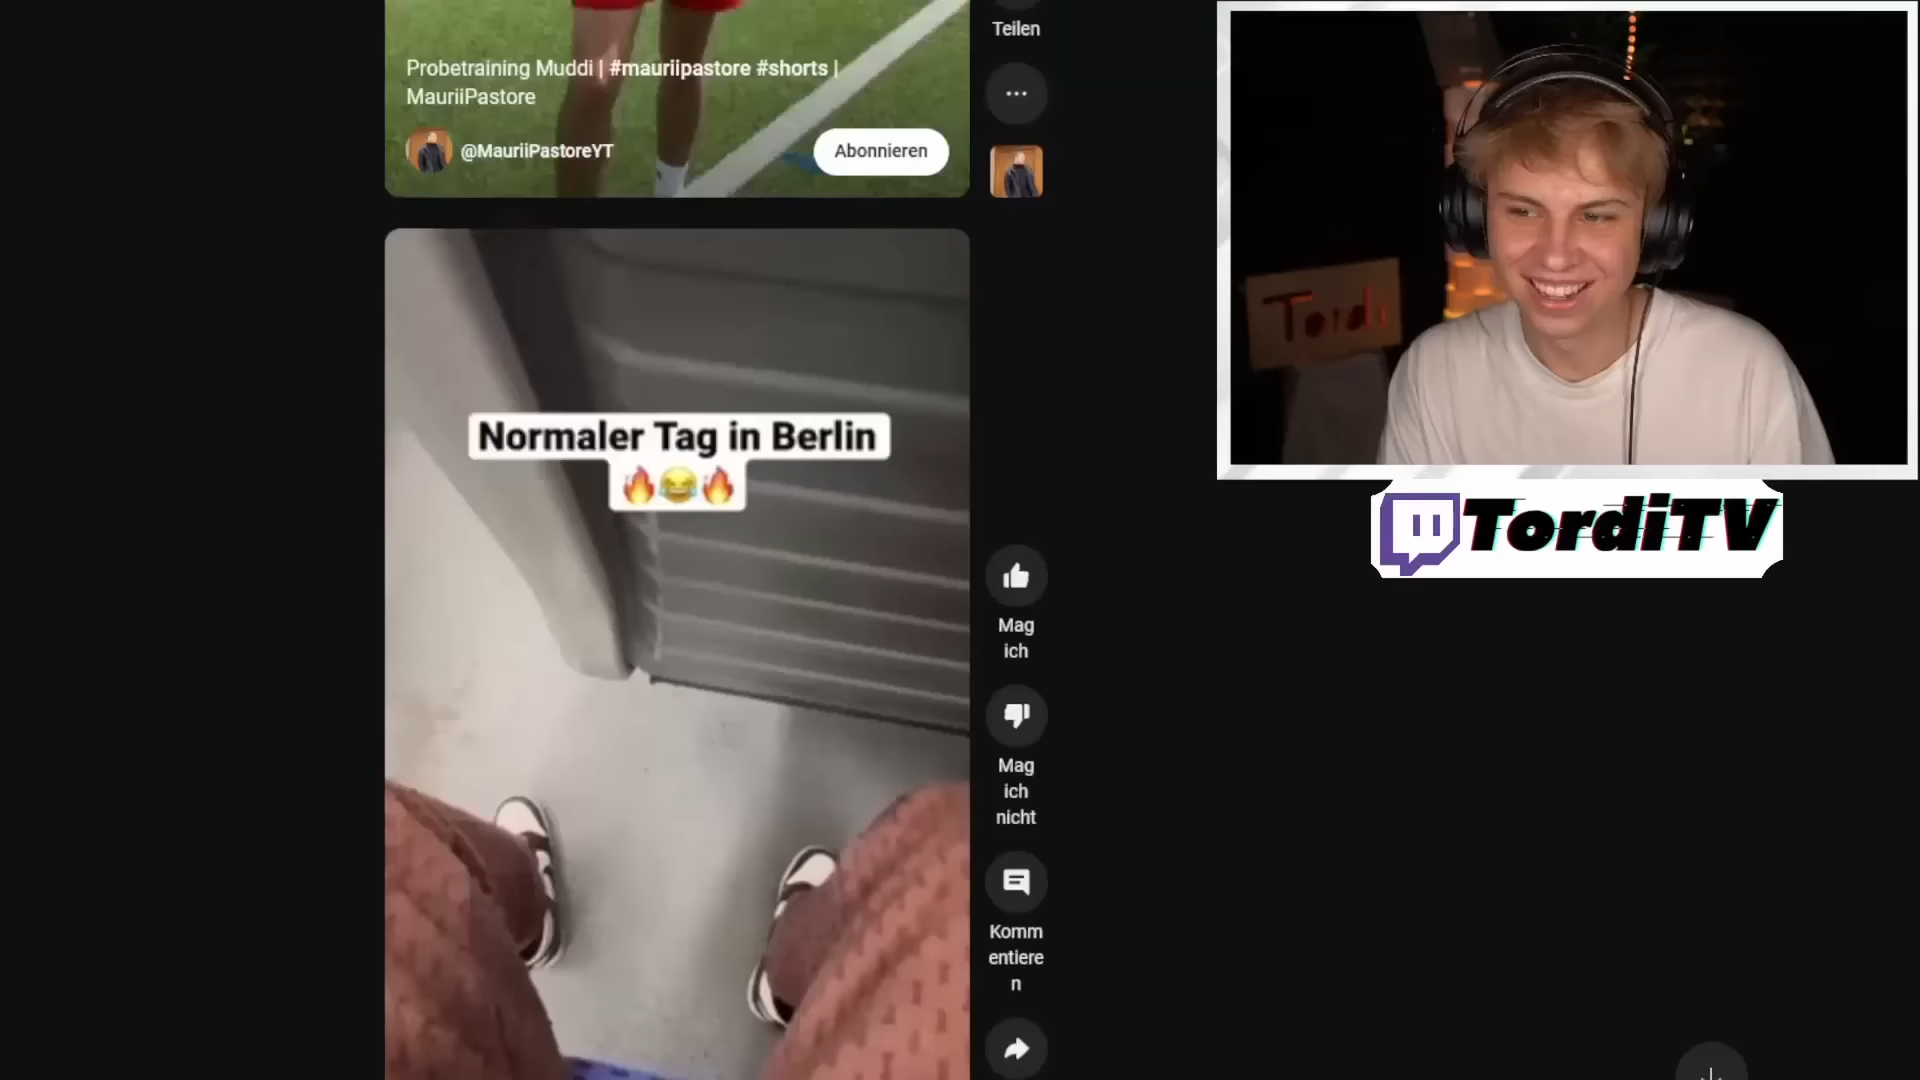 Teilen
Probetraining Muddi | #mauriipastore #shorts |
MauriiPastore
@MauriiPastoreYT
Abonnieren
Tordi
Normaler Tag in Berlin
🔥😂🔥
TordiTV
Mag
ich
Mag
ich
nicht
Komm
entiere
n